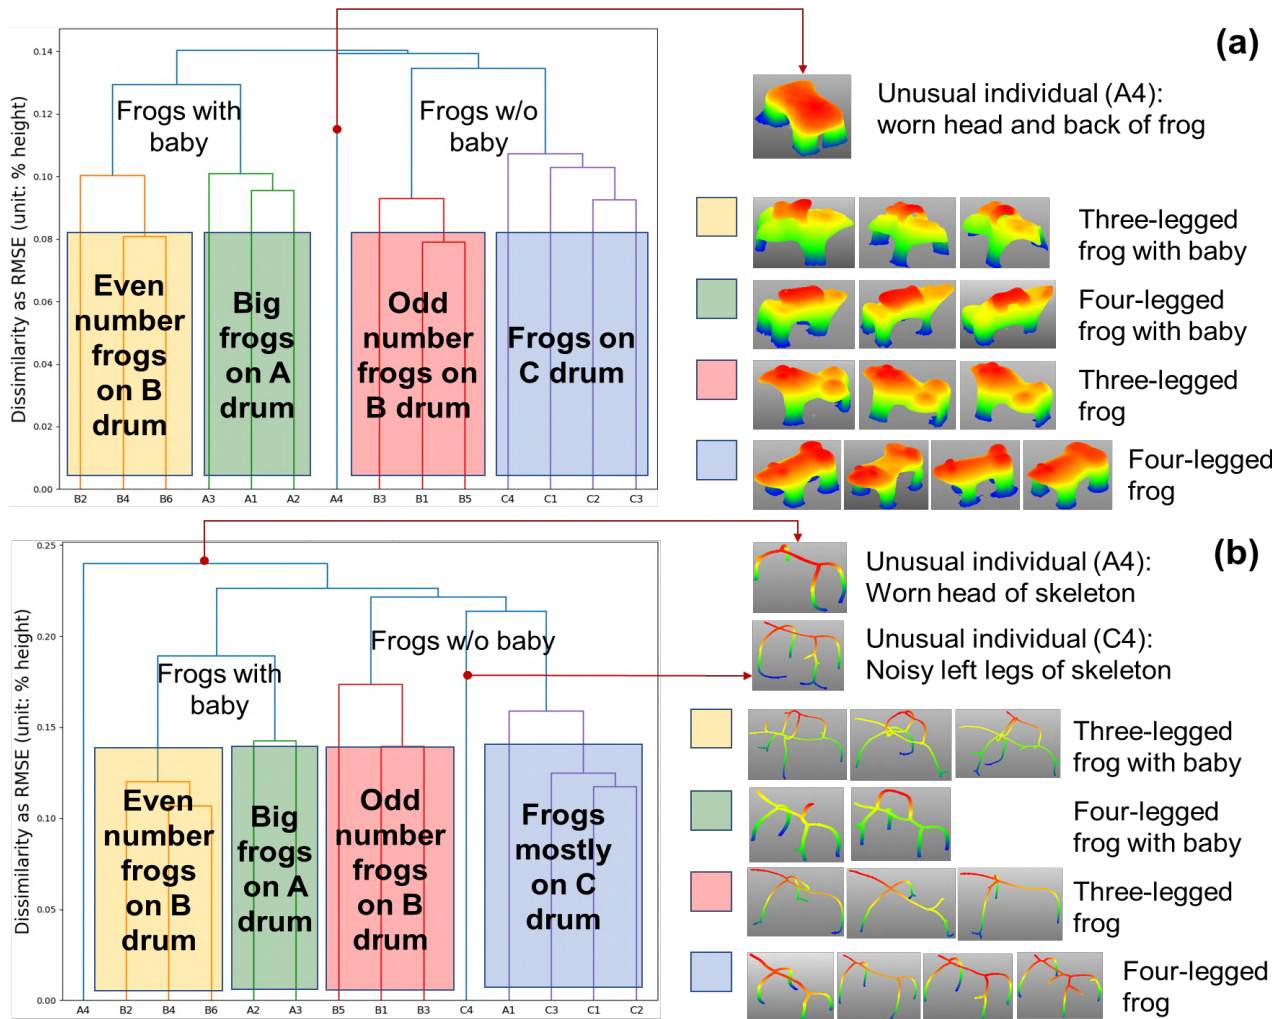 (a)
Dissimilarity as RMSE (unit: % height)
0.14
0.12
0.10
0.08
0.06
0.04
0.02
0.00
Frogs with
baby
Frogs w/o
baby
Even
number
frogs
on B
drum
Big
frogs
on A
drum
Odd
number
frogs on
B drum
Frogs on
C drum
B2 B4 B6 A3 A1 A2 A4 B3 B1 B5 C4 C1 C2 C3
Unusual individual (A4):
worn head and back of frog
Three-legged
frog with baby
Four-legged
frog with baby
Three-legged
frog
Four-legged
frog
(b)
Dissimilarity as RMSE (unit: % height)
0.25
0.20
0.15
0.10
0.05
0.00
Frogs with
baby
Frogs w/o baby
Even
number
frogs
on B
drum
Big
frogs
on A
drum
Odd
number
frogs
on B
drum
Frogs
mostly
on C
drum
A4 B2 B4 B6 A2 A3 B5 B1 B3 C4 A1 C3 C1 C2
Unusual individual (A4):
Worn head of skeleton
Unusual individual (C4):
Noisy left legs of skeleton
Three-legged
frog with baby
Four-legged
frog with baby
Three-legged
frog
Four-legged
frog